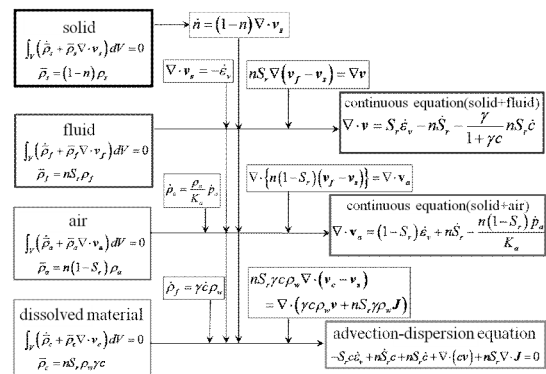 solid
∫_V (ρ̄̇_s + ρ̄_s ∇·v_s) dV = 0
ρ̄_s = (1−n)ρ_s
ṅ = (1−n)∇·v_s
∇·v_s = −ε̇_v
nS_r∇(v_f − v_s) = ∇v
continuous equation(solid+fluid)
∇·v = S_r ε̇_v − nṠ_r − γ/(1+γc) nS_r ċ
fluid
∫_V (ρ̄̇_f + ρ̄_f ∇·v_f) dV = 0
ρ̄_f = nS_r ρ_f
∇·{n(1−S_r)(v_f − v_s)} = ∇·v_a
ρ̇_a = ρ_a/K_a ṗ_a
continuous equation(solid+air)
∇·v_a = (1−S_r)ε̇_v + nṠ_r − n(1−S_r)ṗ_a/K_a
air
∫_V (ρ̄̇_a + ρ̄_a ∇·v_a) dV = 0
ρ̄_a = n(1−S_r)ρ_a
ρ̇_f = γċρ_w
nS_r γcρ_w ∇·(v_c − v_s)
= ∇·(γcρ_w v + nS_r γρ_w J)
dissolved material
∫_V (ρ̄̇_c + ρ̄_c ∇·v_c) dV = 0
ρ̄_c = nS_r ρ_w γc
advection-dispersion equation
−S_r cε̇_v + nṠ_r c + nS_r ċ + ∇·(cv) + nS_r ∇·J = 0